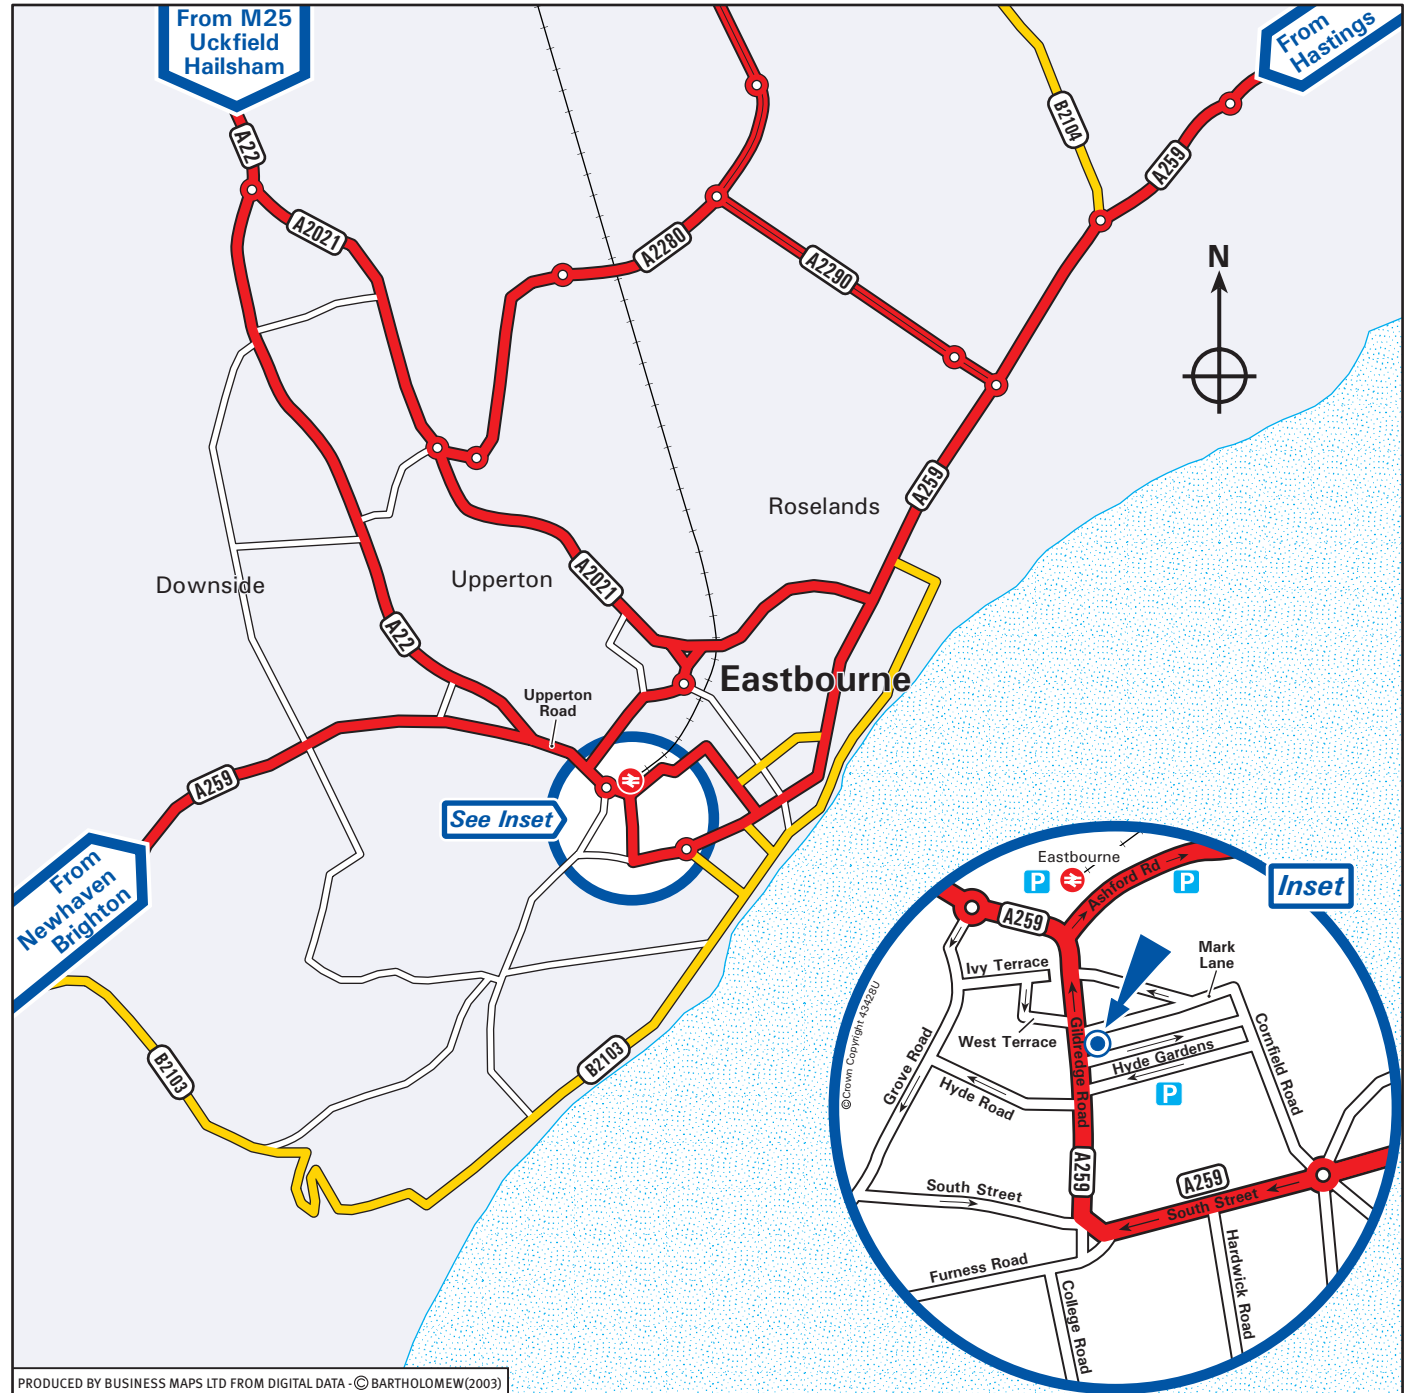 From M25
Uckfield
Hailsham
From
Hastings
A22
A2021
B2104
A259
A2280
A2290
N
A259
Roselands
Downside
Upperton
A2021
A22
Eastbourne
Upperton
Road
A259
See Inset
From
Newhaven
Brighton
B2103
B2103
Inset
Eastbourne
P
P
Ashford Rd
A259
Ivy Terrace
Mark
Lane
West Terrace
Gildredge Road
Hyde Gardens
Cornfield Road
Grove Road
Hyde Road
P
©Crown Copyright 43428U
A259
A259
South Street
South Street
Furness Road
College Road
Hardwick Road
PRODUCED BY BUSINESS MAPS LTD FROM DIGITAL DATA - © BARTHOLOMEW(2003)